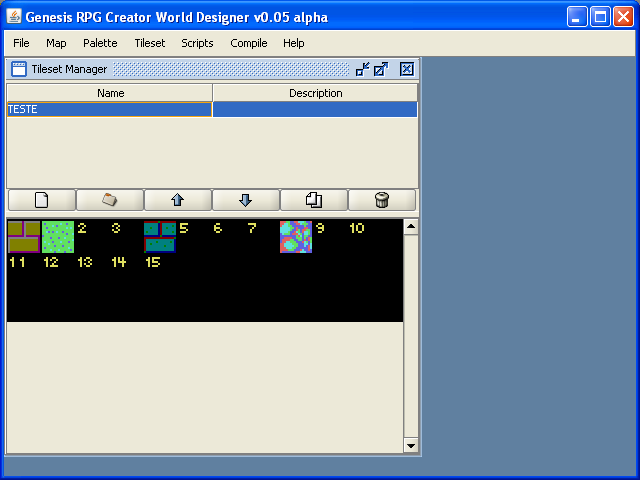 Genesis RPG Creator World Designer v0.05 alpha
File Map Palette Tileset Scripts Compile Help
Tileset Manager
Name Description
TESTE
2 3 5 6 7 9 10
11 12 13 14 15